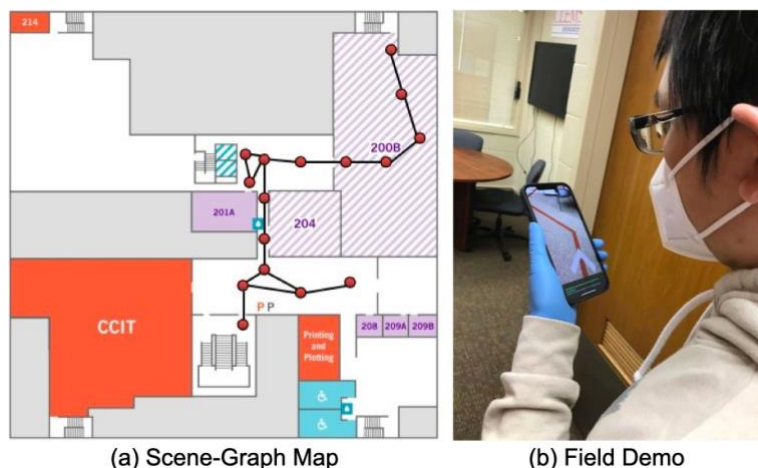 214
200B
201A
204
CCIT
P P
208 209A 209B
Printing
and
Plotting
(a) Scene-Graph Map
(b) Field Demo